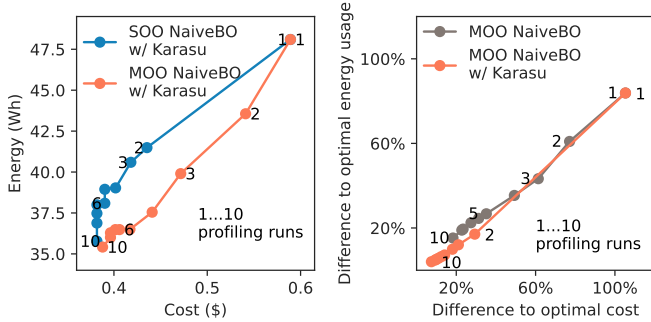 SOO NaiveBO
w/ Karasu
MOO NaiveBO
w/ Karasu
47.5
45.0
42.5
40.0
37.5
35.0
Energy (Wh)
1 1
2
2
3
3
6
6
10
10
1...10
profiling runs
0.4
0.5
0.6
Cost ($)
MOO NaiveBO
MOO NaiveBO
w/ Karasu
100%
60%
20%
Difference to optimal energy usage
1 1
2
3
5
2
10
10
1...10
profiling runs
20%
60%
100%
Difference to optimal cost